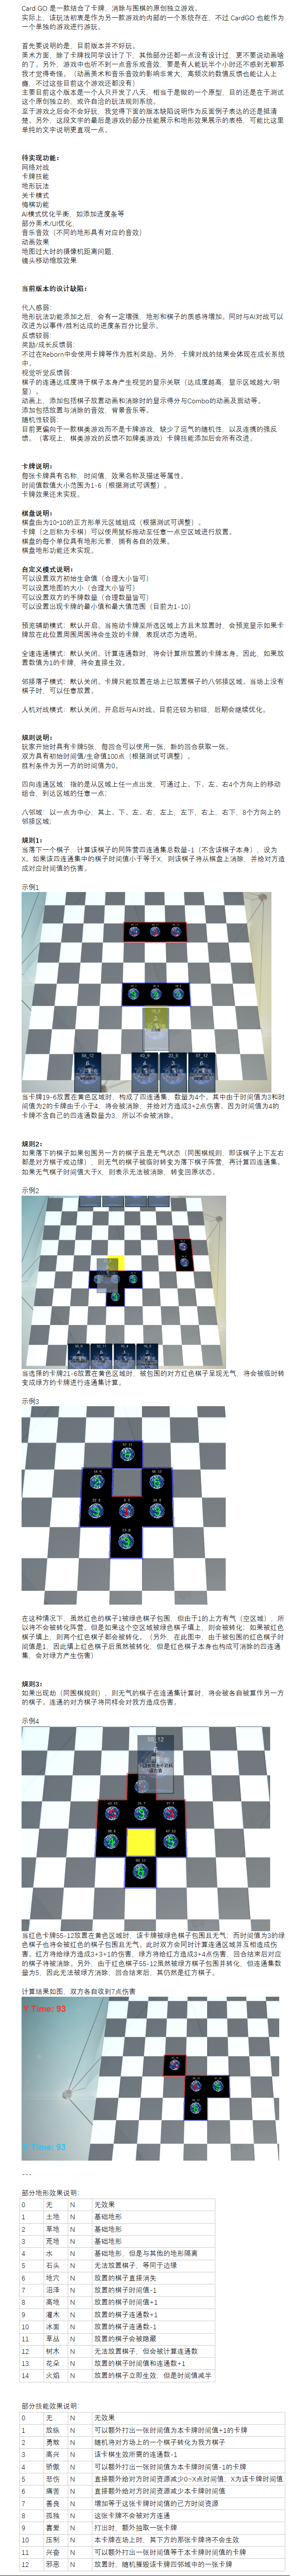 Card GO 是一款结合了卡牌、消除与围棋的原创独立游戏。
实际上，该玩法初衷是作为另一款游戏的内部的一个系统存在，不过 CardGO 也能作为
一个单独的游戏进行游玩。
首先要说明的是，目前版本并不好玩。
美术方面，除了卡牌找同学设计了下，其他部分还都一点没有设计过，更不要说动画啥
的了。另外，游戏中也听不到一点音乐或音效，要是有人能玩半个小时还不感到无聊那
我才觉得奇怪。（动画美术和音乐音效的影响非常大，高频次的数值反馈也能让人上
瘾，不过这些目前这个游戏还都没有）
主要目前这个版本是一个人只开发了八天，相当于是做的一个原型，目的还是在于测试
这个原创独立的，或许自洽的玩法规则系统。
至于游戏之后会不会好玩，我觉得下面的版本缺陷说明作为反面例子表达的还是挺清
楚。另外，这段文字的最后是游戏的部分技能展示和地形效果展示的表格，可能比这里
单纯的文字说明更直观一点。
待实现功能：
网络对战
卡牌技能
地形玩法
关卡模式
悔棋功能
AI模式优化平衡，如添加进度条等
部分美术/UI优化，
音乐音效（不同的地形具有对应的音效）
动画效果
地图过大时的摄像机距离问题，
镜头移动缩放效果
当前版本的设计缺陷：
代入感弱：
地形玩法功能添加之后，会有一定增强，地形和棋子的质感将增加。同时与AI对战可以
改进为以事件/胜利达成的进度条百分比显示。
反馈较弱：
奖励/成长反馈弱：
不过在Reborn中会使用卡牌等作为胜利奖励。另外，卡牌对战的结果会体现在成长系统
中。
视觉听觉反馈弱：
棋子的连通达成度将于棋子本身产生视觉的显示关联（达成度越高，显示区域越大/明
显）。
动画上，添加包括棋子放置动画和消除时的显示得分与Combo的动画及震动等。
添加包括放置与消除的音效，背景音乐等。
随机性较弱：
目前更偏向于一款棋类游戏而不是卡牌游戏，缺少了运气的随机性，以及连携的强反
馈。（客观上，棋类游戏的反馈不如牌类游戏）卡牌技能添加后会所有改进。
卡牌说明：
每张卡牌具有名称，时间值，效果名称及描述等属性。
时间值数值大小范围为1-6（根据测试可调整）。
卡牌效果还未实现。
棋盘说明：
棋盘由为10*10的正方形单元区域组成（根据测试可调整）。
卡牌（之后称为卡棋）可以使用鼠标拖动至任意一点空区域进行放置。
棋盘的每个单位具有地形元素，拥有各自的效果。
棋盘地形功能还未实现。
自定义模式说明：
可以设置双方初始生命值（合理大小皆可）
可以设置地图的大小（合理大小皆可）
可以设置双方的手牌数量（合理数量皆可）
可以设置出现卡牌的最小值和最大值范围（目前为1-10）
预览辅助模式：默认开启。当拖动卡牌至所选区域上方且未放置时，会预览显示如果卡
牌放在此位置周围周围将会生效的卡牌，表现状态为透明。
全速连通模式：默认关闭。计算连通数时，将会计算所放置的卡牌本身。因此，如果放
置数值为1的卡牌，将会直接生效。
邻接落子模式：默认关闭。卡牌只能放置在场上已放置棋子的八邻接区域。当场上没有
棋子时，可以任意放置。
人机对战模式：默认关闭。开启后与AI对战。目前还较为初级，后期会继续优化。
规则说明：
玩家开始时具有卡牌5张，每回合可以使用一张，新的回合获取一张。
双方具有初始时间值/生命值100点（根据测试可调整）。
胜利条件为另一方的时间值为0。
四向连通区域：指的是从区域上任一点出发，可通过上、下、左、右4个方向上的移动
组合，到达区域的任意一点；
八邻域：以一点为中心，其上、下、左、右、左上、左下、右上、右下，8个方向上的
邻接区域；
规则1：
当落下一个棋子，计算该棋子的同阵营四连通集总数量-1（不含该棋子本身），设为
X。如果该四连通集中的棋子时间值小于等于X，则该棋子将从棋盘上消除，并给对方造
成对应时间值的伤害。
示例1
当卡牌19-6放置在黄色区域时，构成了四连通集，数量为4个。其中由于时间值为3和时
间值为2的卡牌由于小于4，将会被消除，并给对方造成3+2点伤害。因为时间值为4的
卡牌不含自己的四连通数量为3，所以不会被消除。
规则2：
如果落下的棋子如果包围另一方的棋子且是无气状态（同围棋规则，即该棋子上下左右
都是对方棋子或边缘），则无气的棋子被临时转变为落下棋子阵营，再计算四连通集。
如果无气棋子时间值大于X，则表示无法被消除，转变回原状态。
示例2
当选择的卡牌21-6放置在黄色区域时，被包围的对方红色棋子呈现无气，将会被临时转
变成绿方的卡牌进行连通集计算。
示例3
在这种情况下，虽然红色的棋子1被绿色棋子包围，但由于1的上方有气（空区域），所
以将不会被转化阵营。但是如果这个空区域被绿色棋子填上，则会被转化；如果被红色
棋子填上，则两个红色棋子都会被转化。（另外，在此图中，由于被包围的红色棋子时
间值是1，因此填上红色棋子后虽然被转化，但是红色棋子本身也构成可消除的四连通
集，会对绿方产生伤害）
规则3：
如果出现劫（同围棋规则），则无气的棋子在连通集计算时，将会被各自被算作另一方
的棋子。连通的对方棋子将同样会对我方造成伤害。
示例4
当红色卡牌55-12放置在黄色区域时，该卡牌被绿色棋子包围且无气；而时间值为3的绿
色棋子也将会被红色的棋子包围且无气。此时双方会同时计算连通区域并互相造成伤
害。红方将给绿方造成3+3+1的伤害，绿方将给红方造成3+4点伤害，回合结束后对应
的棋子将被消除。另外，由于红色棋子55-12虽然被绿方棋子包围并转化，但连通集数
量为5，因此无法被绿方消除，回合结束后，其仍然是红方棋子。
计算结果如图，双方各自收到7点伤害
Y Time: 93
Y Time: 93
---
部分地形效果说明：
0 无 N 无效果
1 土地 N 基础地形
2 草地 N 基础地形
3 荒地 N 基础地形
4 水 N 基础地形，但是与其他的地形隔离
5 石头 N 无法放置棋子，等同于边缘
6 地穴 N 放置的棋子直接消失
7 沼泽 N 放置的棋子时间值-1
8 高地 N 放置的棋子时间值+1
9 灌木 N 放置的棋子连通数+1
10 冰面 N 放置的棋子连通数-1
11 草丛 N 放置的棋子会被隐藏
12 树木 N 无法放置棋子，但会被计算连通数
13 花朵 N 放置的棋子时间值和连通数+1
14 火焰 N 放置的棋子立即生效，但是时间值减半
部分技能效果说明：
0 无 N 无效果
1 放纵 N 可以额外打出一张时间值为本卡牌时间值+1的卡牌
2 勇敢 N 随机将对方场上的一个棋子转化为我方棋子
3 高兴 N 该卡棋生效所需的连通数-1
4 骄傲 N 可以额外打出一张时间值为本卡牌时间值-1的卡牌
5 悲伤 N 直接额外给对方时间资源减少0~X点时间值，X为该卡牌时间值
6 痛苦 N 直接额外给对方时间资源减少本卡牌时间值
7 善良 N 增加等于这张卡牌时间值的己方时间资源
8 孤独 N 这张卡牌不会被对方连通
9 喜爱 N 打出时，额外抽取一张卡牌
10 压制 N 本卡牌在场上时，其下方的那张卡牌将不会生效
11 兴奋 N 可以额外打出一张时间值等于本卡牌时间值的卡牌
12 邪恶 N 放置时，随机摧毁该卡牌四邻域中的一张卡牌